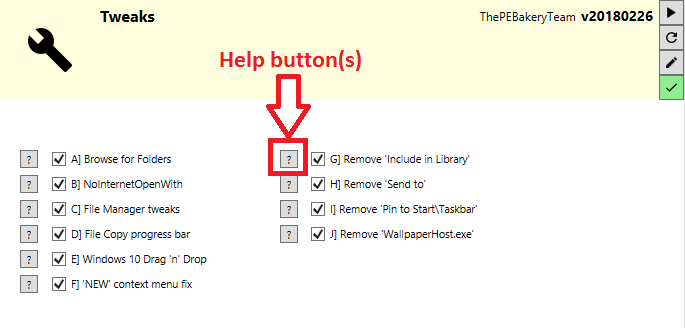 Tweaks
ThePEBakeryTeam v20180226
Help button(s)
? A] Browse for Folders
? B] NoInternetOpenWith
? C] File Manager tweaks
? D] File Copy progress bar
? E] Windows 10 Drag 'n' Drop
? F] 'NEW' context menu fix
? G] Remove 'Include in Library'
? H] Remove 'Send to'
? I] Remove 'Pin to Start\Taskbar'
? J] Remove 'WallpaperHost.exe'